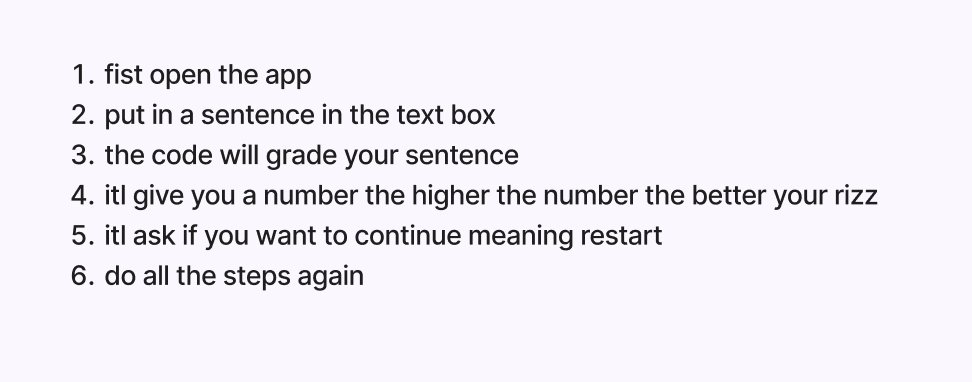 1. fist open the app
2. put in a sentence in the text box
3. the code will grade your sentence
4. itl give you a number the higher the number the better your rizz
5. itl ask if you want to continue meaning restart
6. do all the steps again